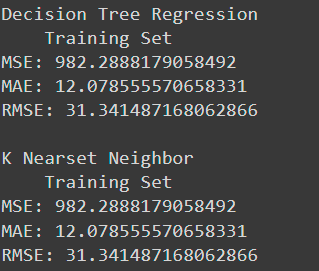 Decision Tree Regression
Training Set
MSE: 982.2888179058492
MAE: 12.078555570658331
RMSE: 31.341487168062866
K Nearset Neighbor
Training Set
MSE: 982.2888179058492
MAE: 12.078555570658331
RMSE: 31.341487168062866